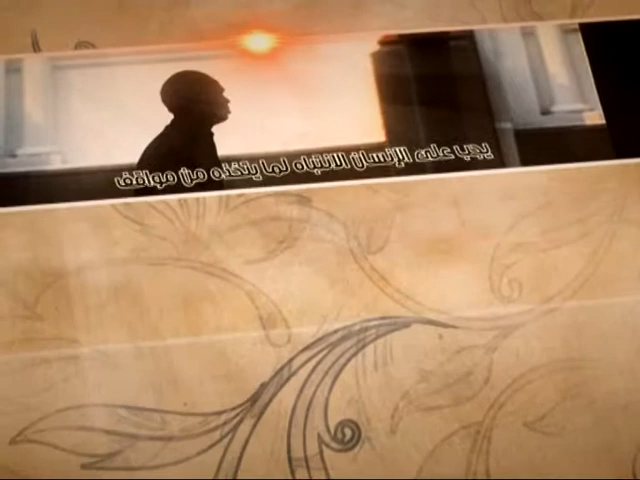 يجب على الإنسان الانتباه لما يتخذه من مواقف